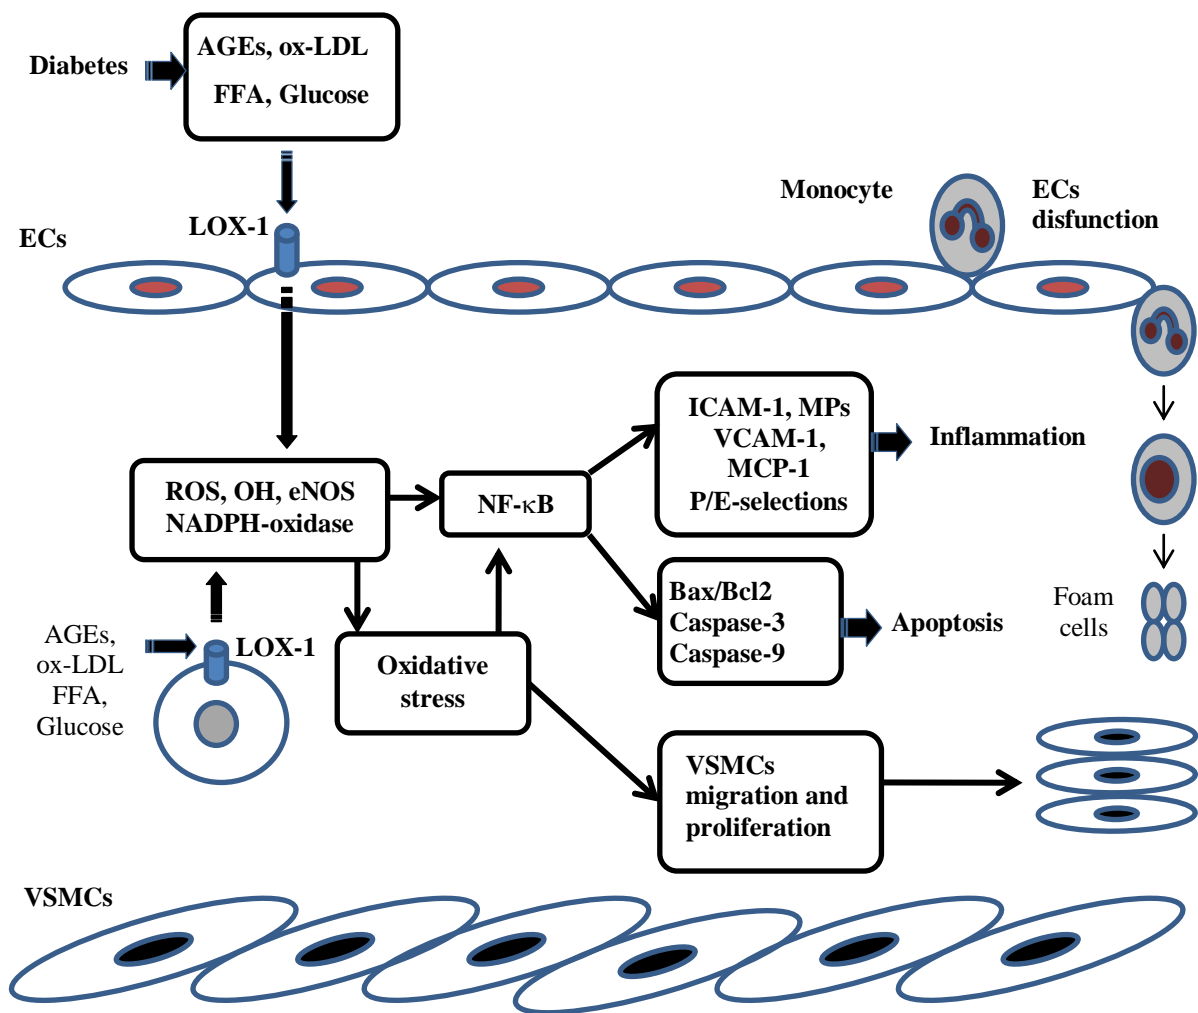 Diabetes
AGEs, ox-LDL
FFA, Glucose
LOX-1
ECs
Monocyte
ECs
disfunction
ICAM-1, MPs
VCAM-1,
MCP-1
P/E-selections
Inflammation
ROS, OH, eNOS
NADPH-oxidase
NF-κB
Bax/Bcl2
Caspase-3
Caspase-9
Apoptosis
Foam
cells
AGEs,
ox-LDL
FFA,
Glucose
LOX-1
Oxidative
stress
VSMCs
migration and
proliferation
VSMCs